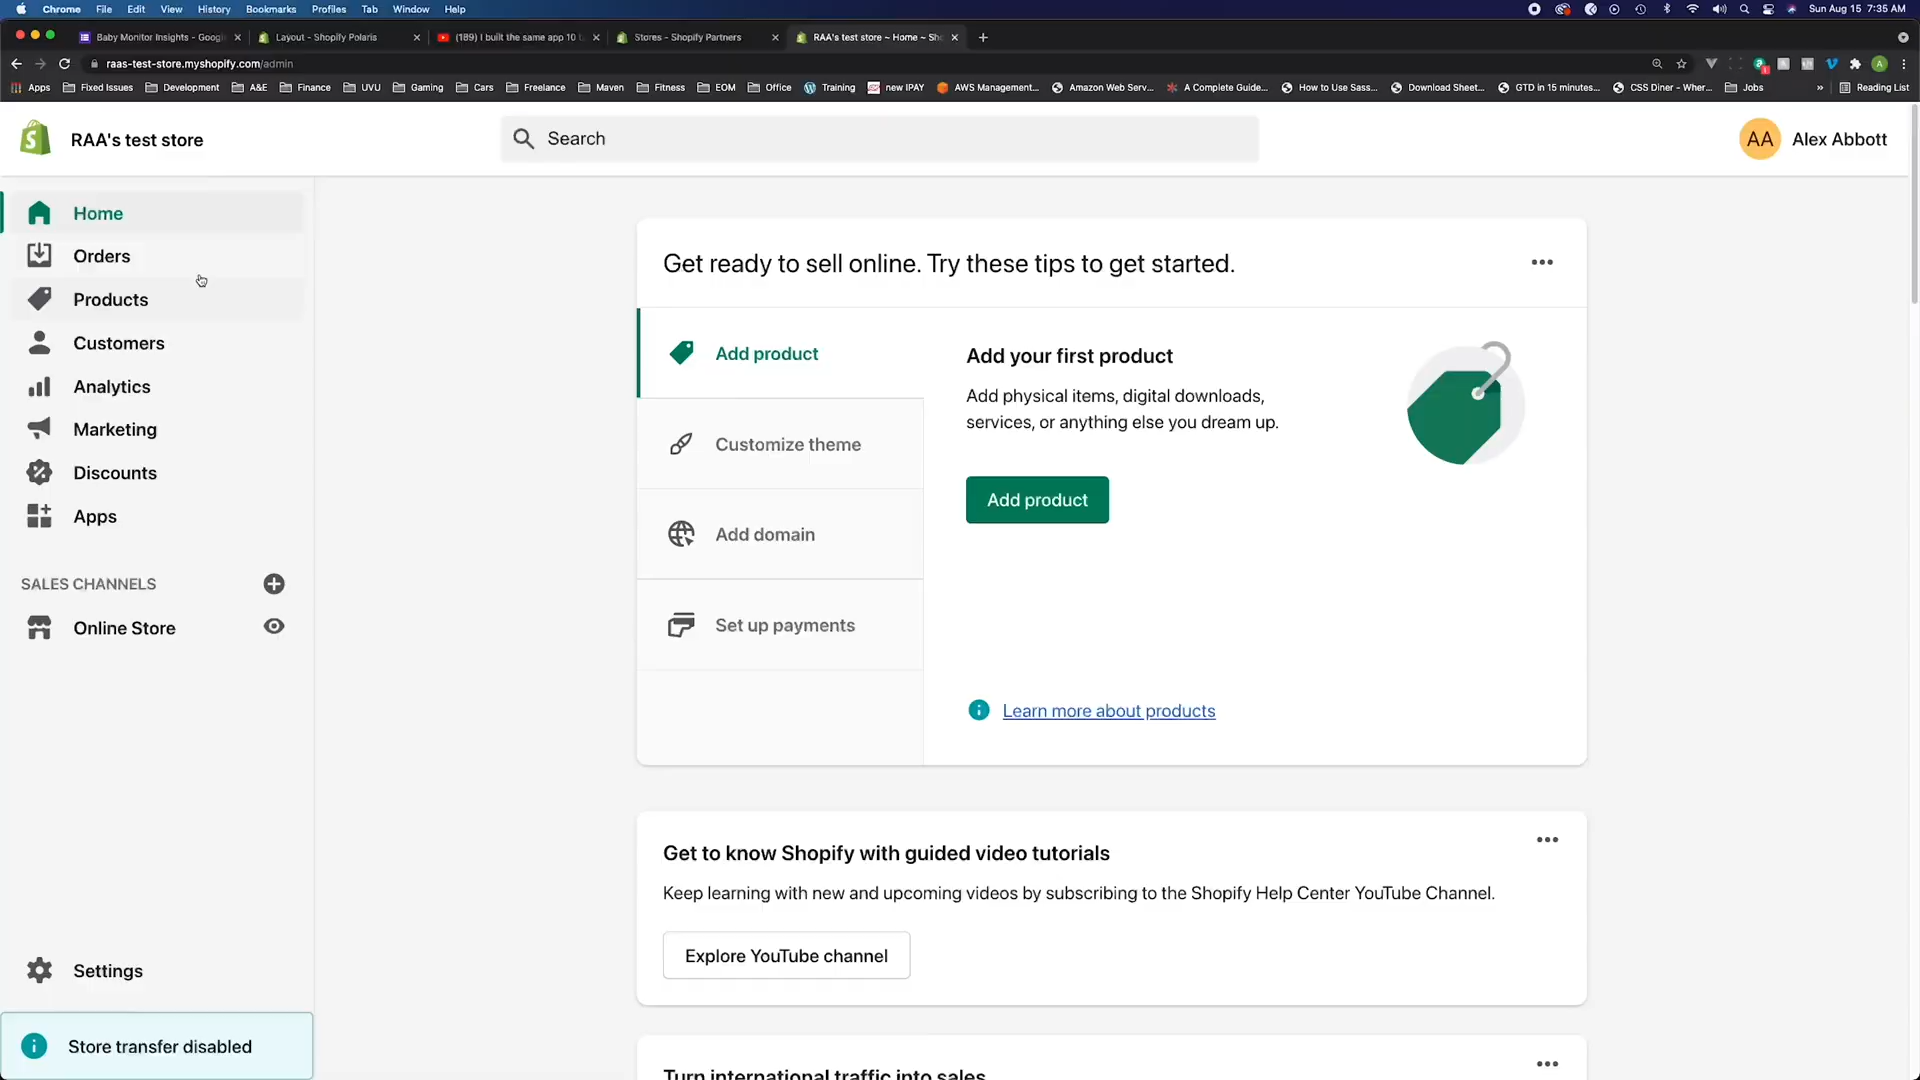 Chrome File Edit View History Bookmarks Profiles Tab Window Help Sun Aug 15 7:35 AM
Baby Monitor Insights - Googl Layout - Shopify Polaris (189) I built the same app 10 Stores - Shopify Partners RAA's test store ~ Home ~ Sh
raas-test-store.myshopify.com/admin
Apps Fixed Issues Development A&E Finance UVU Gaming Cars Freelance Maven Fitness EOM Office Training new IPAY AWS Management... Amazon Web Serv... A Complete Guide... How to Use Sass... Download Sheet... GTD in 15 minutes... CSS Diner - Wher... Jobs » Reading List
RAA's test store
Search
AA Alex Abbott
Home
Orders
Products
Customers
Analytics
Marketing
Discounts
Apps
SALES CHANNELS
Online Store
Settings
Store transfer disabled
Get ready to sell online. Try these tips to get started.
Add product
Customize theme
Add domain
Set up payments
Add your first product
Add physical items, digital downloads,
services, or anything else you dream up.
Add product
Learn more about products
Get to know Shopify with guided video tutorials
Keep learning with new and upcoming videos by subscribing to the Shopify Help Center YouTube Channel.
Explore YouTube channel
Turn international traffic into sales